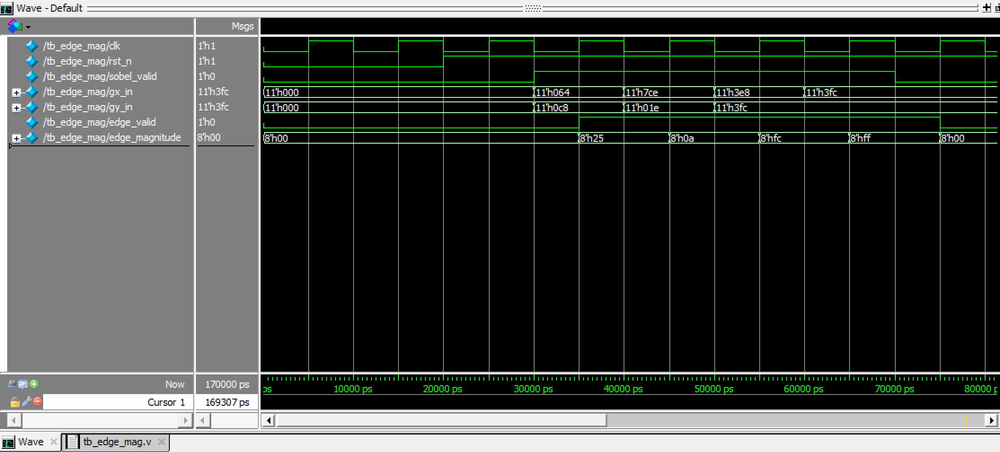 Wave - Default
Msgs
/tb_edge_mag/clk 1'h1
/tb_edge_mag/rst_n 1'h1
/tb_edge_mag/sobel_valid 1'h0
/tb_edge_mag/gx_in 11'h3fc 11'h000 11'h064 11'h7ce 11'h3e8 11'h3fc
/tb_edge_mag/gy_in 11'h3fc 11'h000 11'h0c8 11'h01e 11'h3fc
/tb_edge_mag/edge_valid 1'h0
/tb_edge_mag/edge_magnitude 8'h00 8'h00 8'h25 8'h0a 8'hfc 8'hff 8'h00
Now 170000 ps ps 10000 ps 20000 ps 30000 ps 40000 ps 50000 ps 60000 ps 70000 ps 80000 p
Cursor 1 169307 ps
Wave tb_edge_mag.v